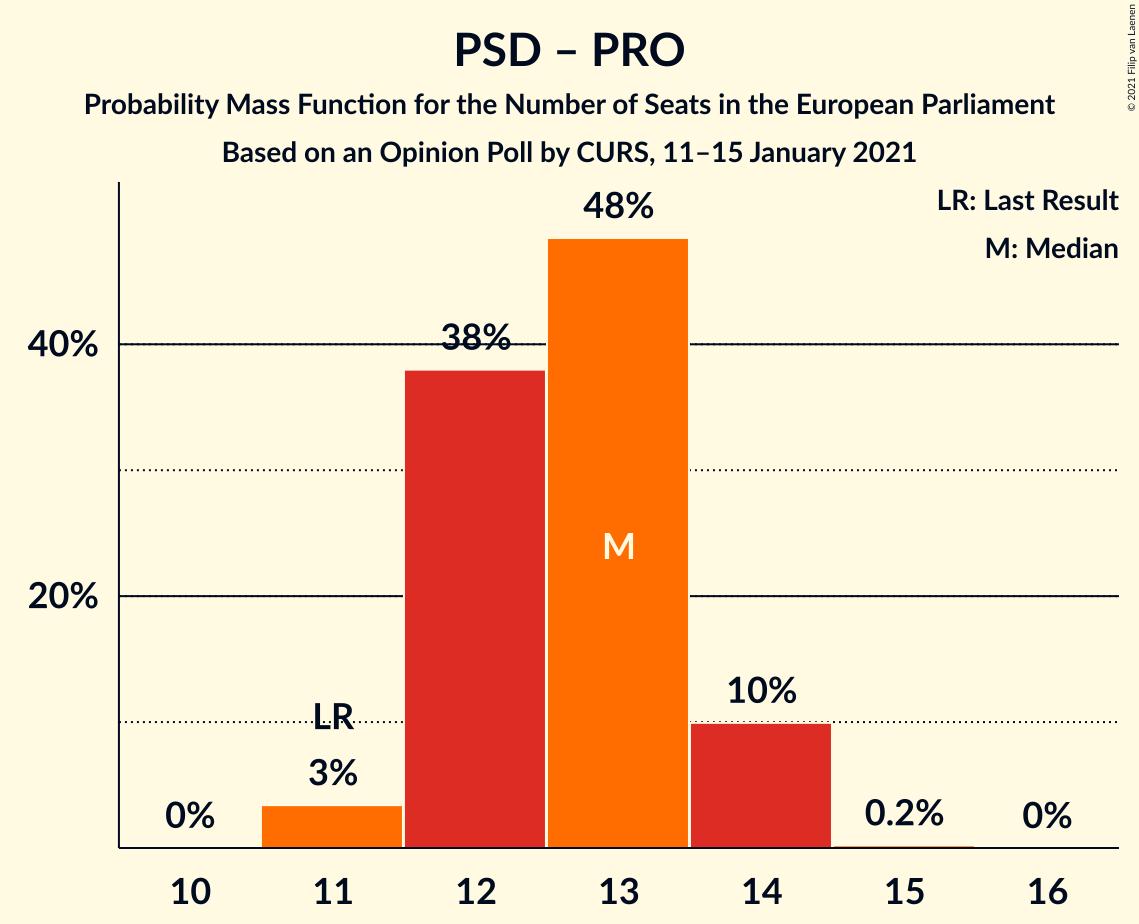 PSD – PRO
Probability Mass Function for the Number of Seats in the European Parliament
Based on an Opinion Poll by CURS, 11–15 January 2021
© 2021 Filip van Laenen
LR: Last Result
M: Median
48%
40%
38%
M
20%
10%
LR
3%
0%
0.2%
0%
10 11 12 13 14 15 16